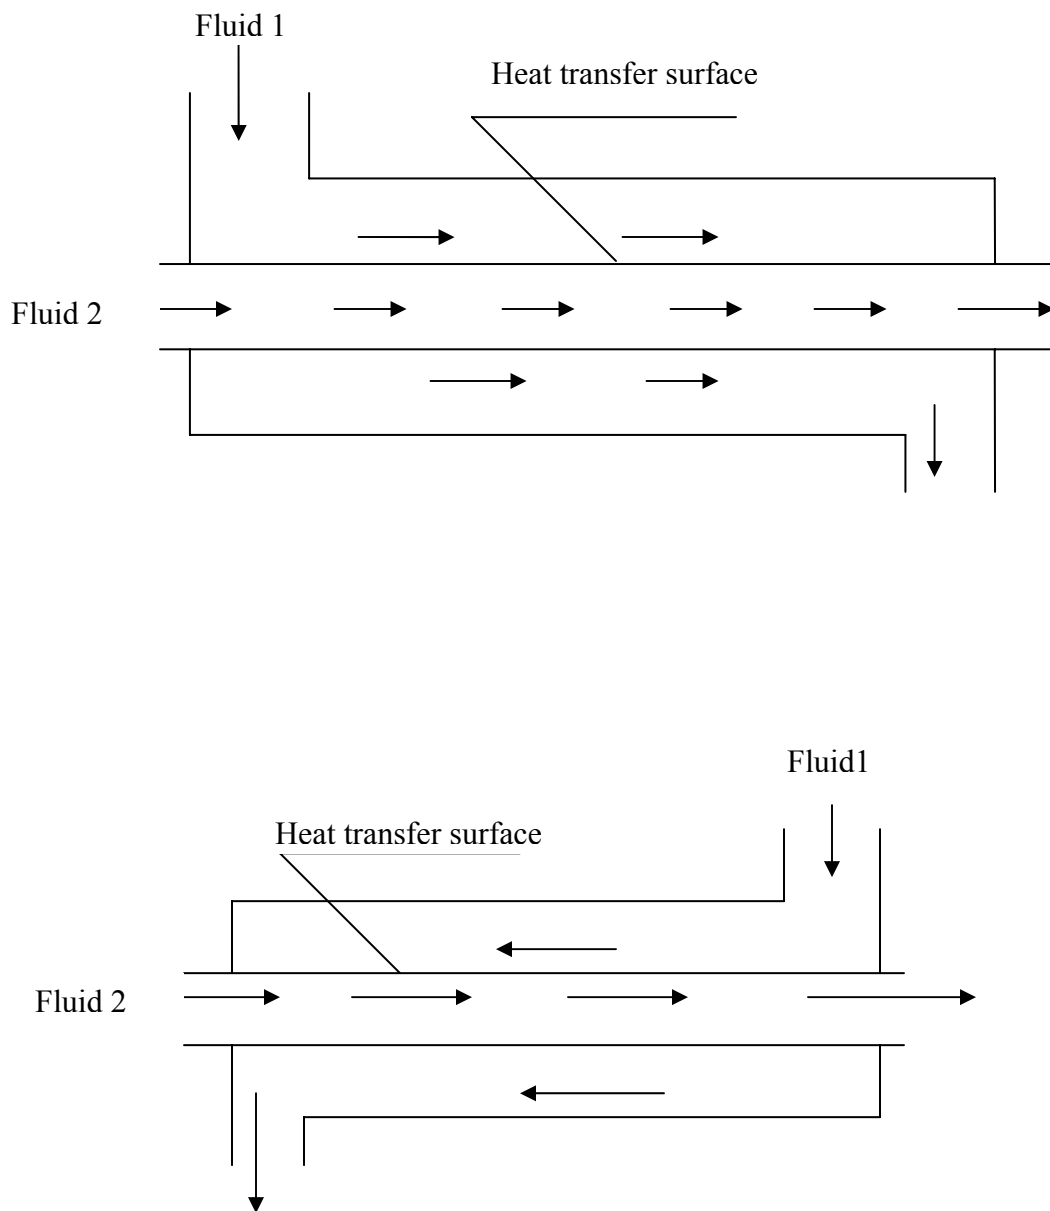 Fluid 1
Heat transfer surface
Fluid 2
Fluid1
Heat transfer surface
Fluid 2